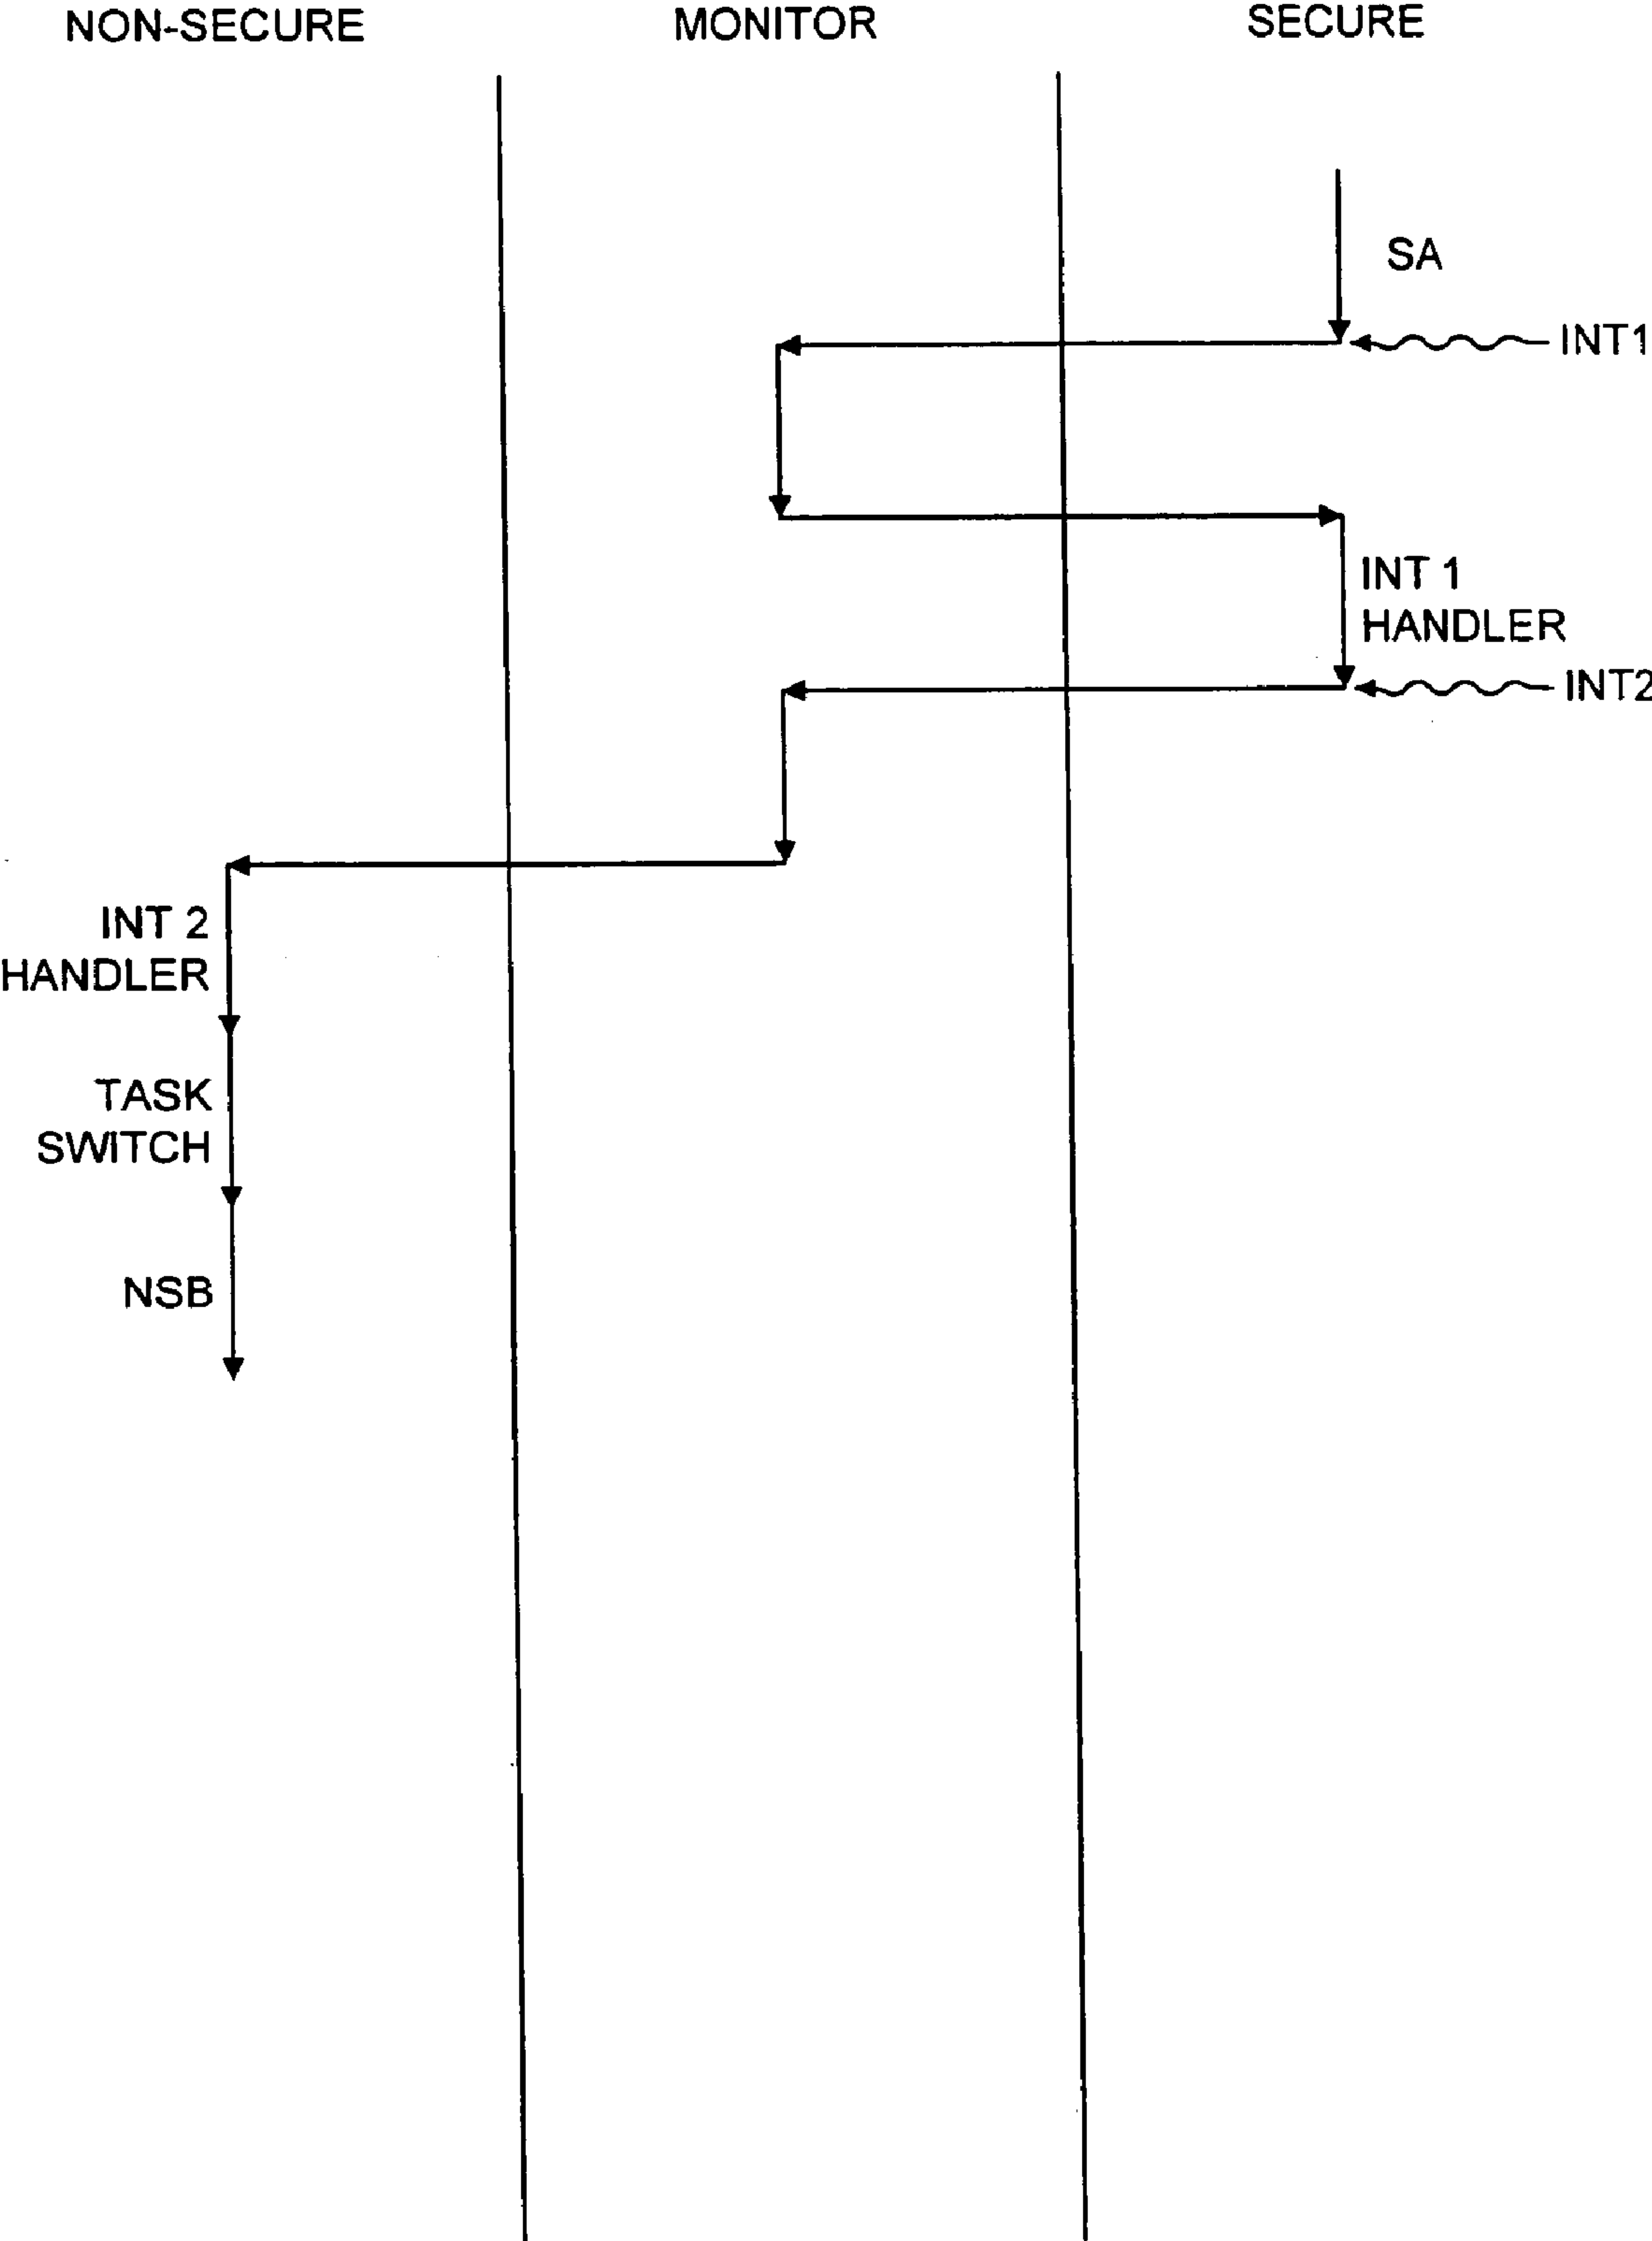 NON-SECURE
MONITOR
SECURE
SA
INT1
INT 1
HANDLER
INT2
INT 2
HANDLER
TASK
SWITCH
NSB